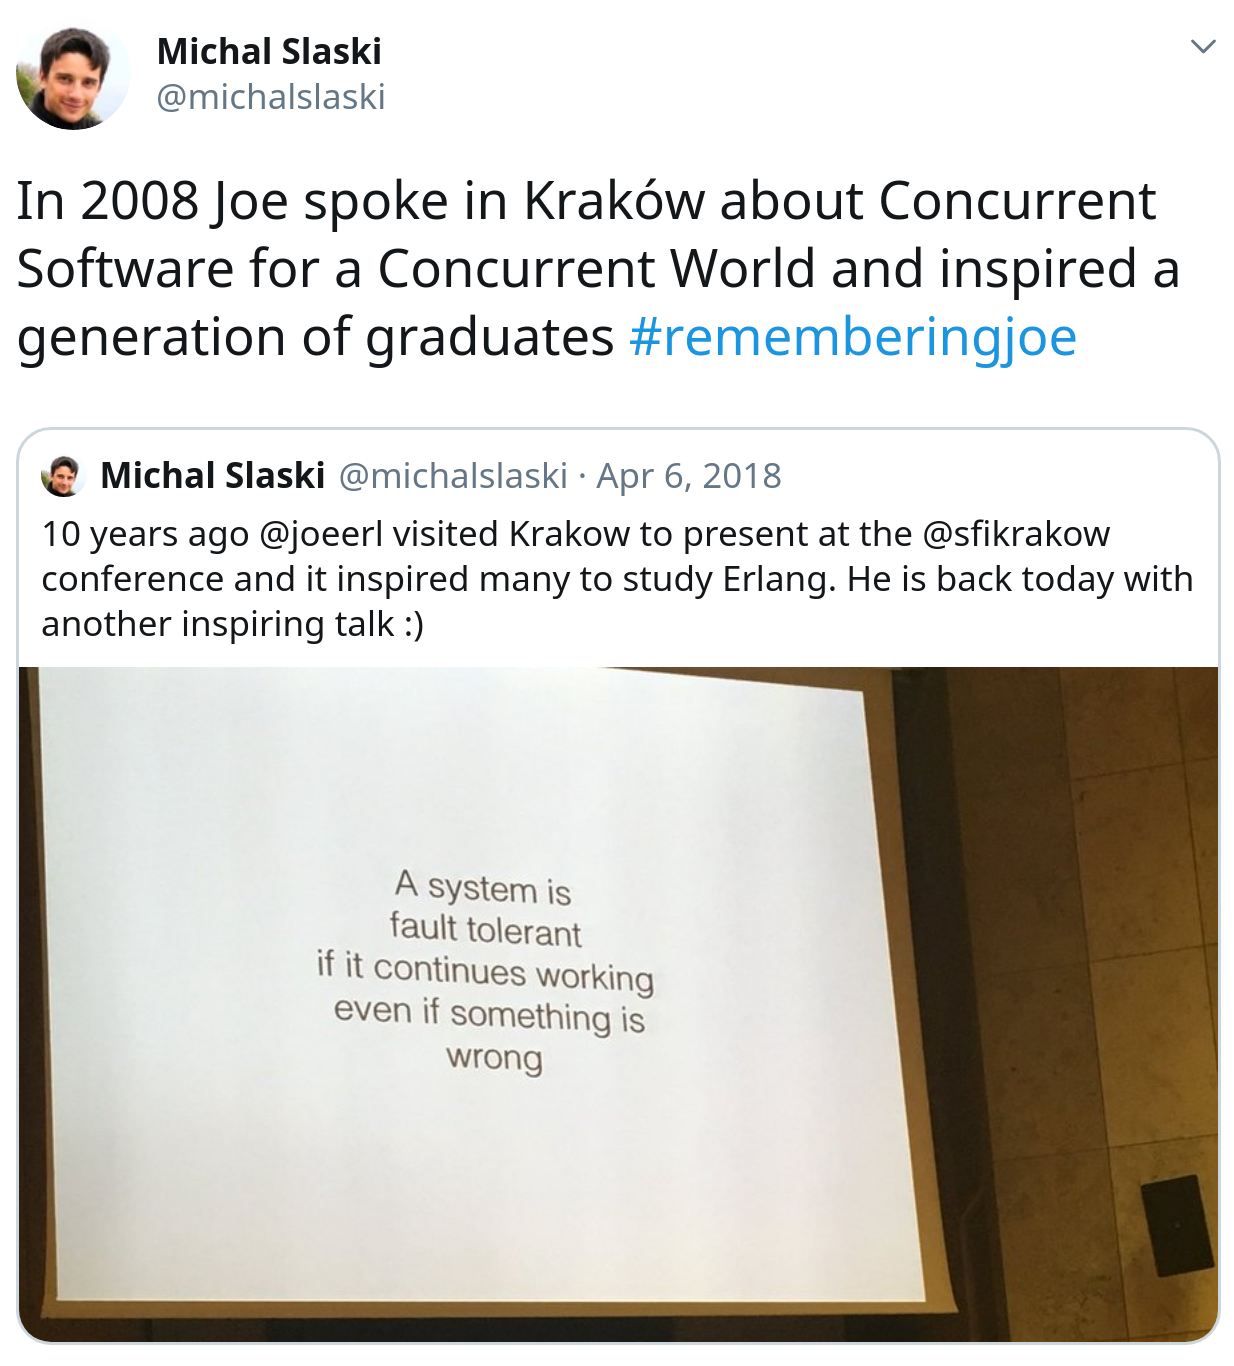 Michal Slaski
@michalslaski
In 2008 Joe spoke in Kraków about Concurrent
Software for a Concurrent World and inspired a
generation of graduates #rememberingjoe
Michal Slaski @michalslaski · Apr 6, 2018
10 years ago @joeerl visited Krakow to present at the @sfikrakow
conference and it inspired many to study Erlang. He is back today with
another inspiring talk :)
A system is
fault tolerant
if it continues working
even if something is
wrong